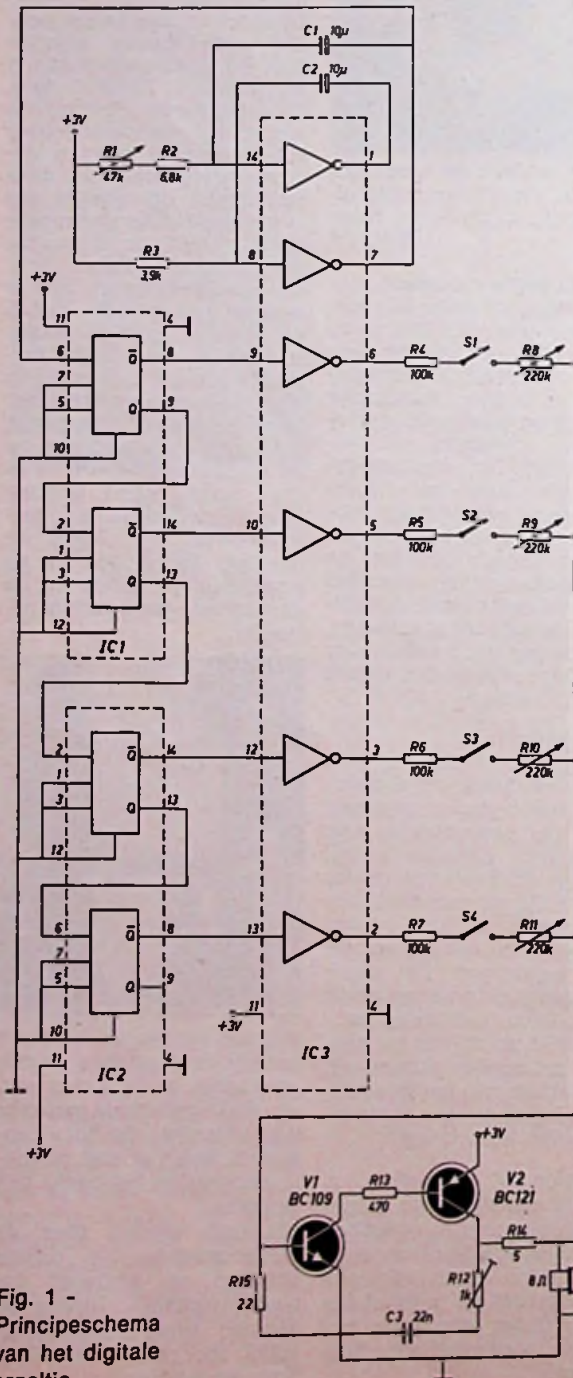 C1 10µ
C2 10µ
+3V
R1
47k
R2
6,8k
14
1
R3
3,9k
8
7
+3V
11
4
6
Q̅
8
9
6
R4
100k
S1
R8
220k
7
5
Q
9
10
2
Q̅
14
10
5
R5
100k
S2
R9
220k
1
3
Q
13
12
IC1
2
Q̅
14
12
3
R6
100k
S3
R10
220k
1
3
Q
13
12
6
Q̅
8
13
2
R7
100k
S4
R11
220k
7
5
Q
9
10
11
4
IC2
+3V
+3V
11
4
IC3
+3V
V1
BC109
R13
470
V2
BC121
R14
5
R15
22
R12
1k
8Ω
C3 22n
Fig. 1 -
Principeschema
van het digitale